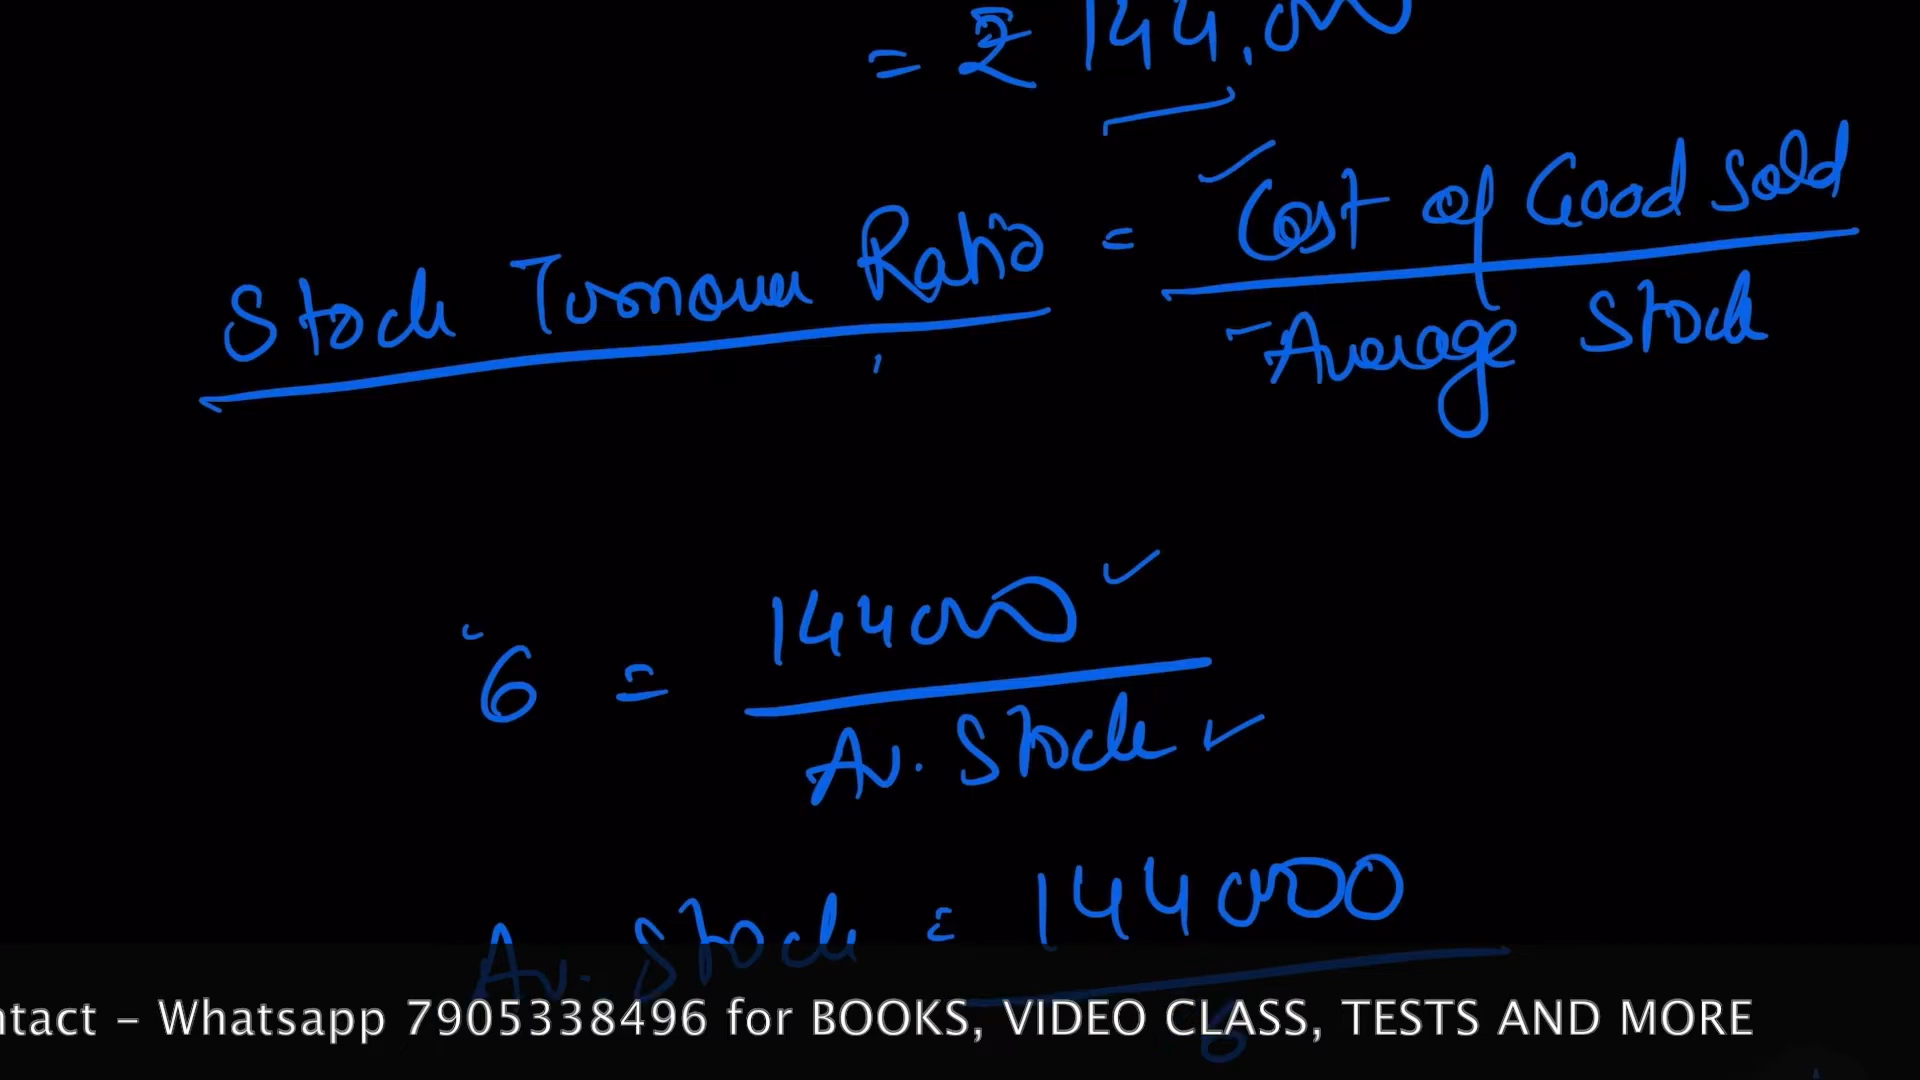 = ₹ 144,000
Stock Turnover Ratio = Cost of Good Sold
Average Stock
6 = 144000
Av. Stock
Av. Stock = 144000
6
ntact – Whatsapp 7905338496 for BOOKS, VIDEO CLASS, TESTS AND MORE